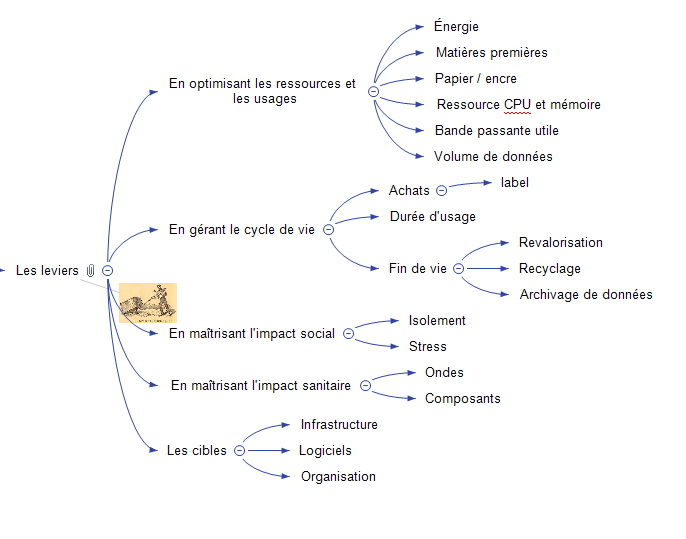 Énergie
Matières premières
En optimisant les ressources et
les usages
Papier / encre
Ressource CPU et mémoire
Bande passante utile
Volume de données
Achats
label
En gérant le cycle de vie
Durée d'usage
Fin de vie
Revalorisation
Recyclage
Archivage de données
Les leviers
En maîtrisant l'impact social
Isolement
Stress
En maîtrisant l'impact sanitaire
Ondes
Composants
Les cibles
Infrastructure
Logiciels
Organisation